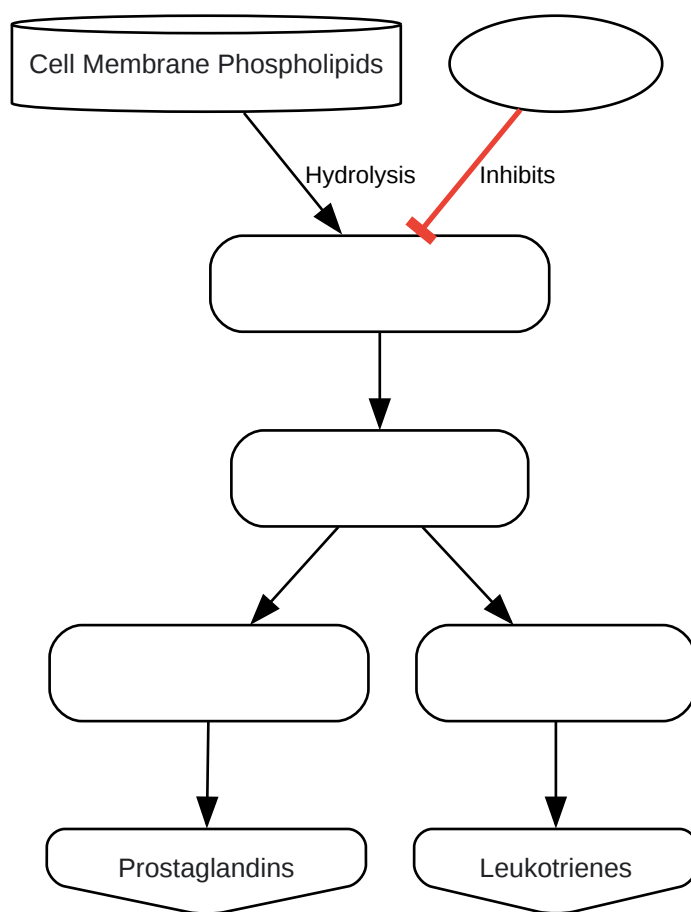 Cell Membrane Phospholipids
Hydrolysis
Inhibits
Prostaglandins
Leukotrienes